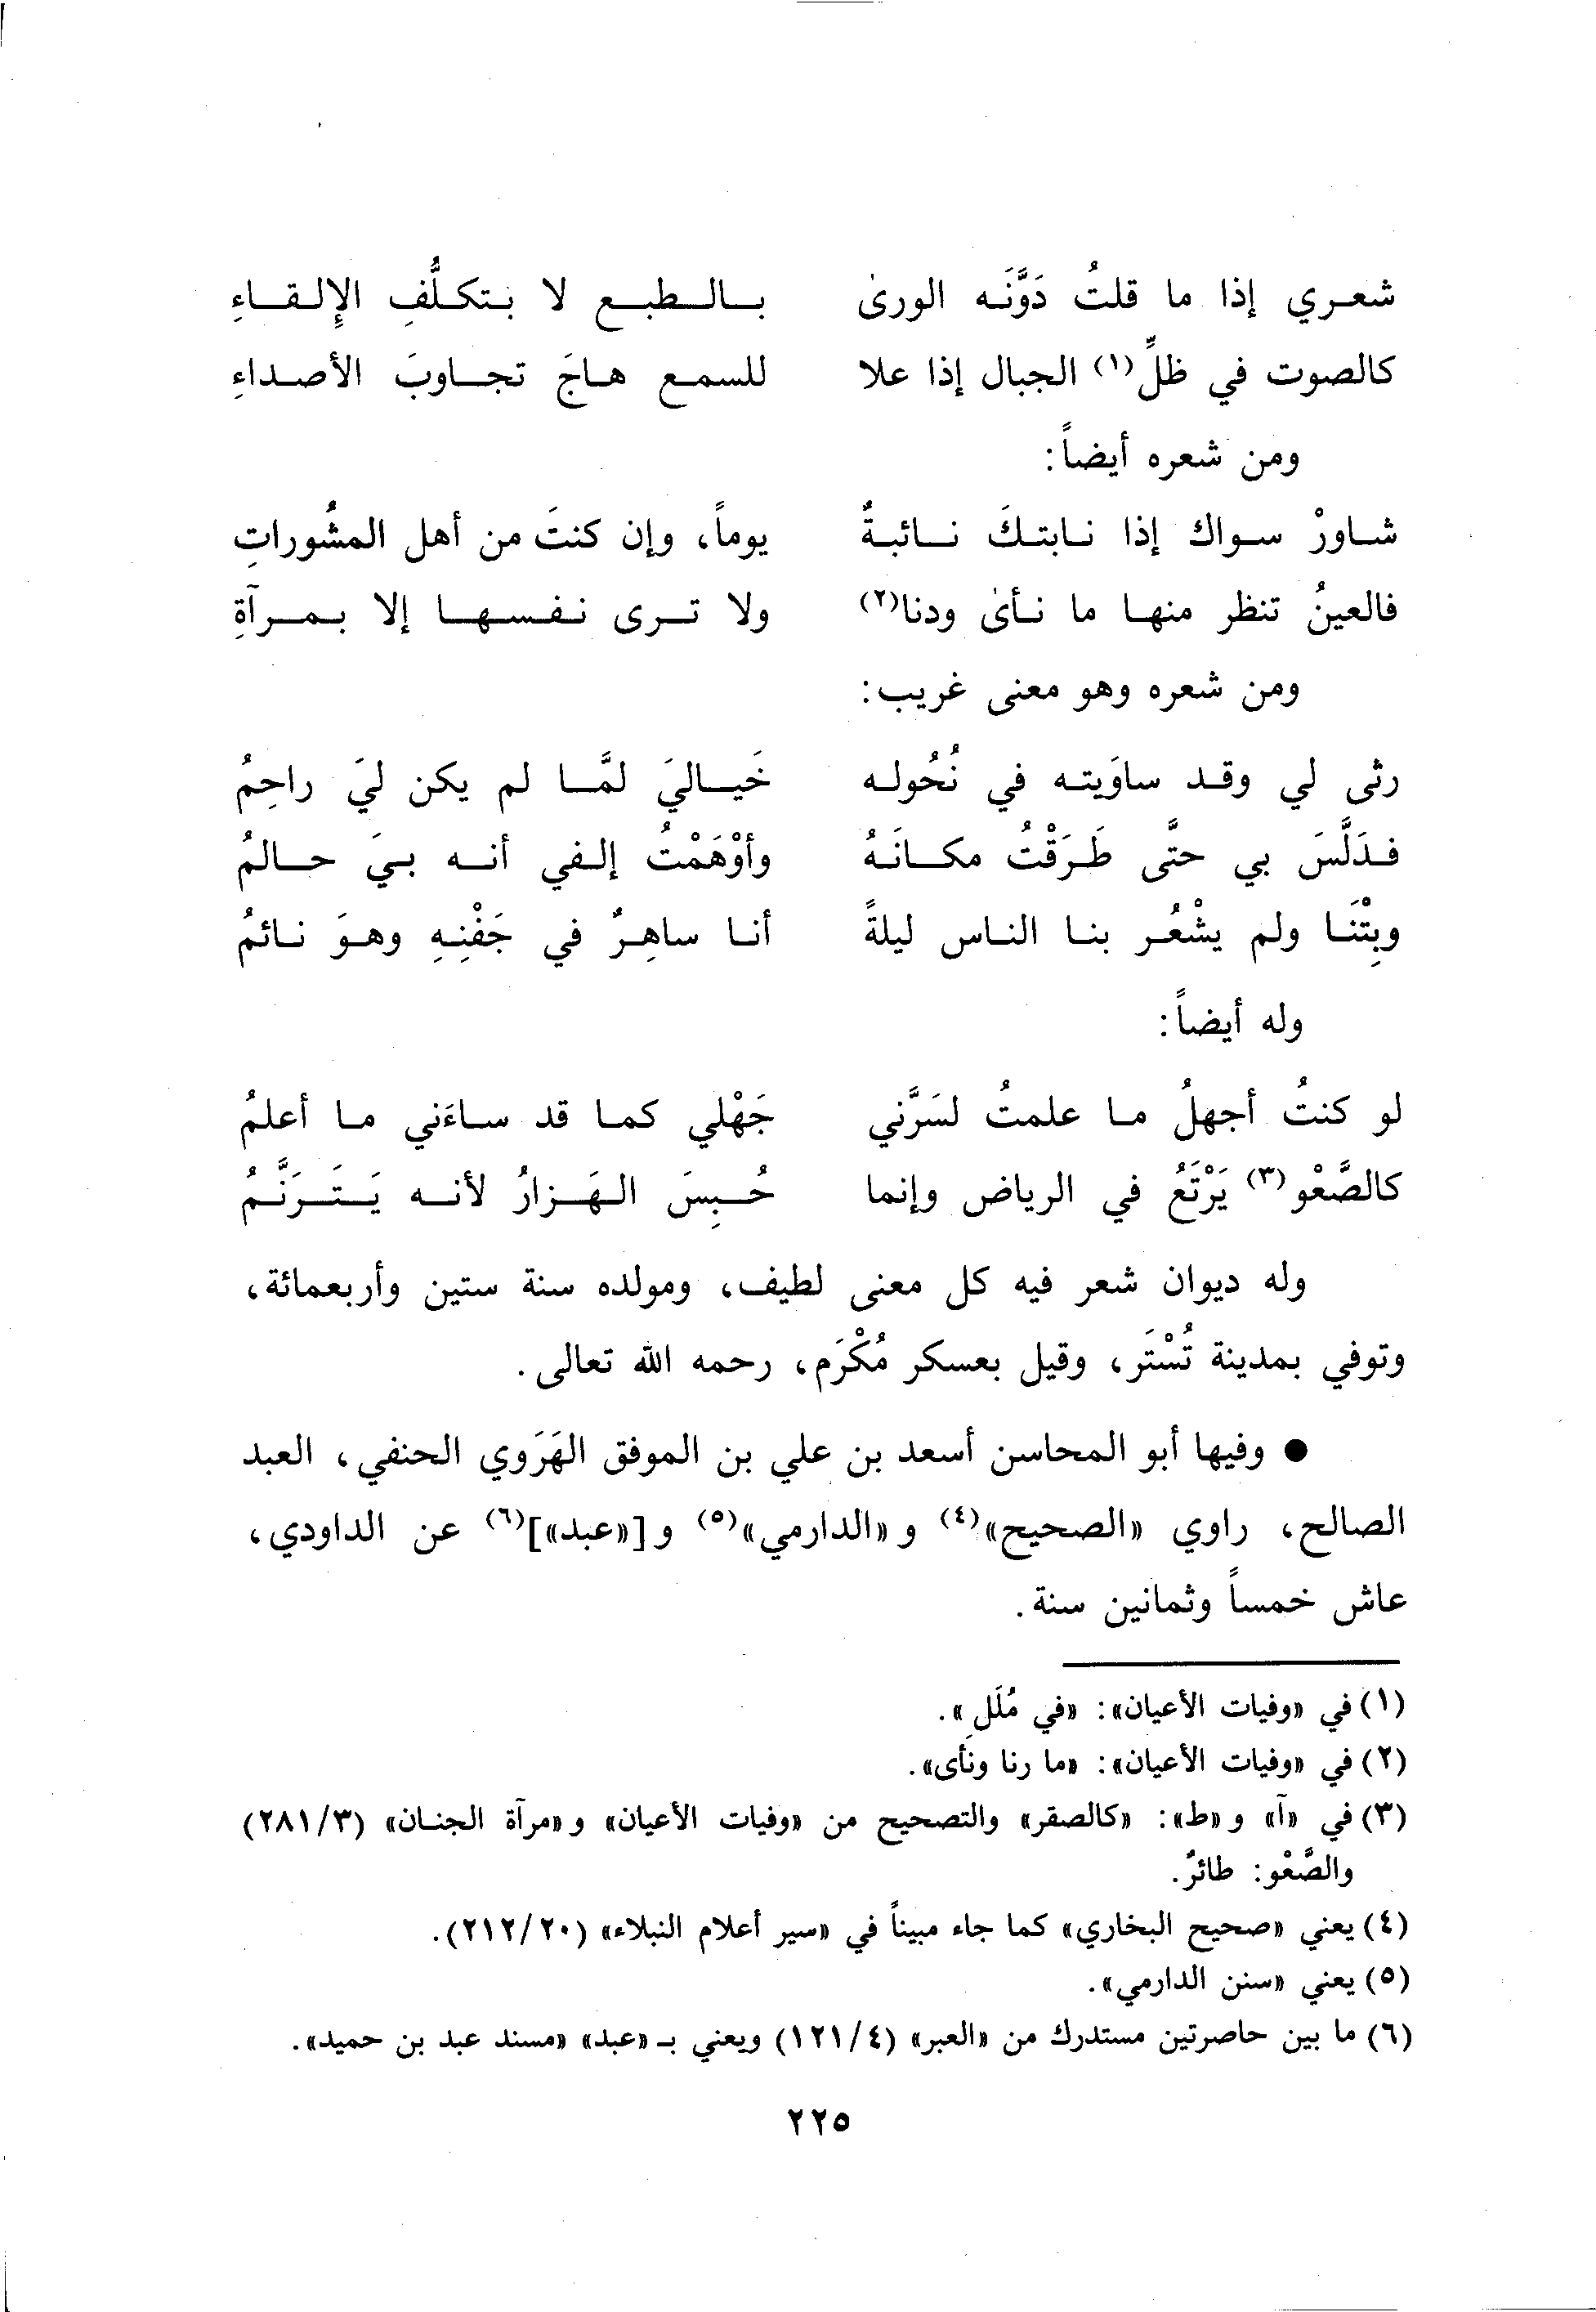 شعري إذا ما قلتُ دَوَّنَه الورىٰ بالطبع لا بتكلُّفِ الإِلقاءِ
كالصوت في ظلِّ(١) الجبال إذا علا للسمع هاجَ تجاوبَ الأصداءِ
ومن شعره أيضاً:
شاورْ سواك إذا نابتكَ نائبةٌ يوماً، وإن كنتَ من أهل المشُوراتِ
فالعينُ تنظر منها ما نأىٰ ودنا(٢) ولا ترى نفسها إلا بمرآةِ
ومن شعره وهو معنى غريب:
رثى لي وقد ساوَيته في نُحُوله خَياليَ لمَّا لم يكن ليَ راحِمُ
فدَلَّسَ بي حتَّى طَرَقْتُ مكانَهُ وأوْهَمْتُ إلفي أنه بيَ حالمُ
وبِتْنَا ولم يشْعُر بنا الناس ليلةً أنا ساهِرٌ في جَفْنِهِ وهوَ نائمُ
وله أيضاً:
لو كنتُ أجهلُ ما علمتُ لسَرَّني جَهْلي كما قد ساءَني ما أعلمُ
كالصَّعْو(٣) يَرْتَعُ في الرياض وإنما حُبِسَ الهَزارُ لأنه يَتَرَنَّمُ
وله ديوان شعر فيه كل معنى لطيف، ومولده سنة ستين وأربعمائة،
وتوفي بمدينة تُسْتَر، وقيل بعسكر مُكْرَم، رحمه الله تعالى.
● وفيها أبو المحاسن أسعد بن علي بن الموفق الهَرَوي الحنفي، العبد
الصالح، راوي «الصحيح»(٤) و «الدارمي»(٥) و [«عبد»](٦) عن الداودي،
عاش خمساً وثمانين سنة.
(١) في «وفيات الأعيان»: «في مُلَلِ».
(٢) في «وفيات الأعيان»: «ما رنا ونأى».
(٣) في «آ» و «ط»: «كالصقر» والتصحيح من «وفيات الأعيان» و «مرآة الجنان» (٢٨١/٣)
والصَّعْو: طائرٌ.
(٤) يعني «صحيح البخاري» كما جاء مبيناً في «سير أعلام النبلاء» (٢١٢/٢٠).
(٥) يعني «سنن الدارمي».
(٦) ما بين حاصرتين مستدرك من «العبر» (١٢١/٤) ويعني بـ «عبد» «مسند عبد بن حميد».
٢٢٥